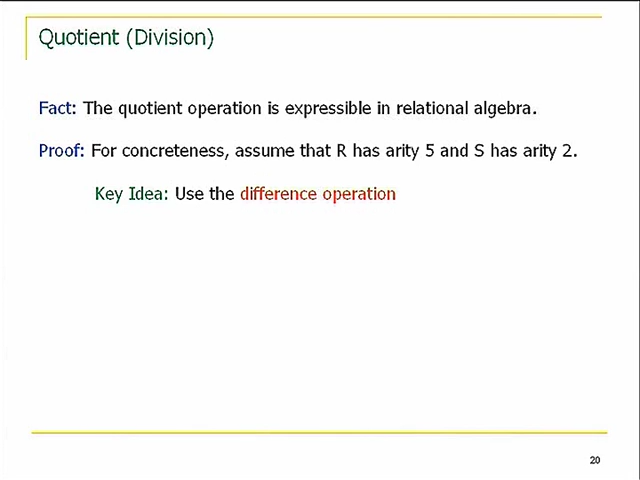 Quotient (Division)
Fact: The quotient operation is expressible in relational algebra.
Proof: For concreteness, assume that R has arity 5 and S has arity 2.
Key Idea: Use the difference operation
20